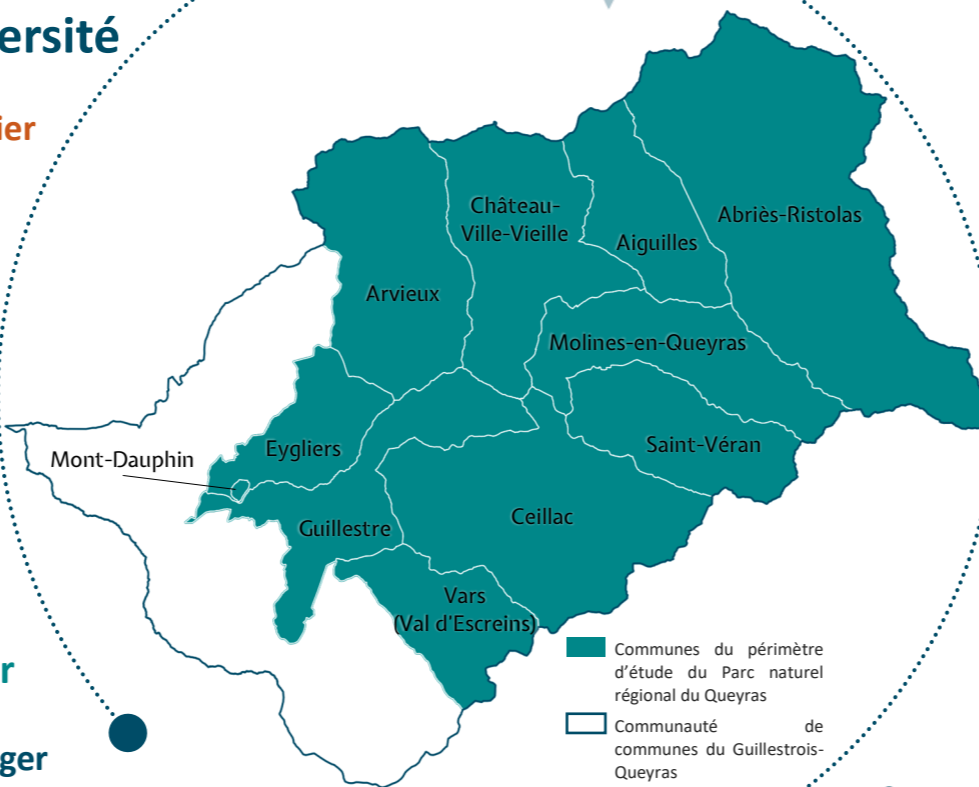 ersité
ier
Château-
Ville-Vieille
Abriès-Ristolas
Aiguilles
Arvieux
Molines-en-Queyras
Eygliers
Saint-Véran
Mont-Dauphin
Ceillac
Guillestre
Vars
(Val d'Escreins)
r
ger
Communes du périmètre
d'étude du Parc naturel
régional du Queyras
Communauté de
communes du Guillestrois-
Queyras